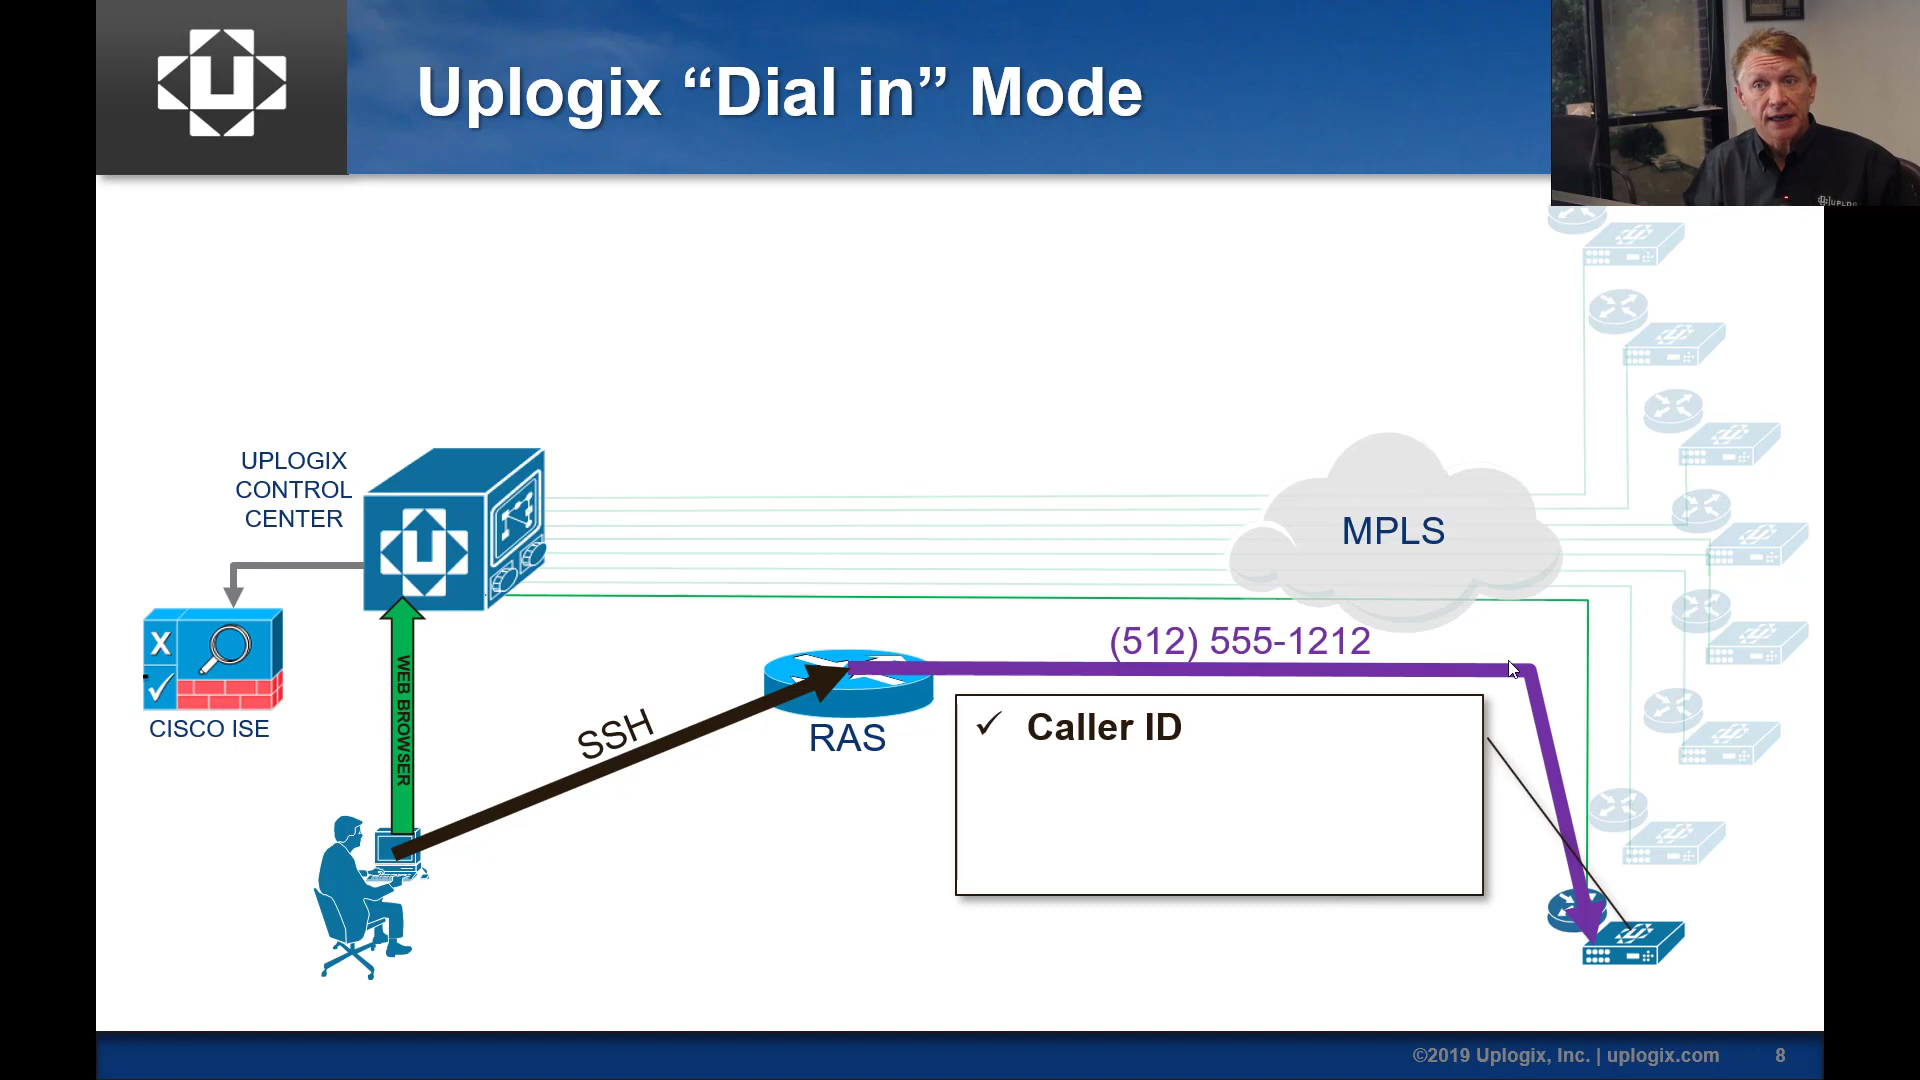 Uplogix “Dial in” Mode
UPLOGIX
CONTROL
CENTER
MPLS
(512) 555-1212
X
CISCO ISE
WEB BROWSER
SSH
RAS
✓ Caller ID
©2019 Uplogix, Inc. | uplogix.com 8